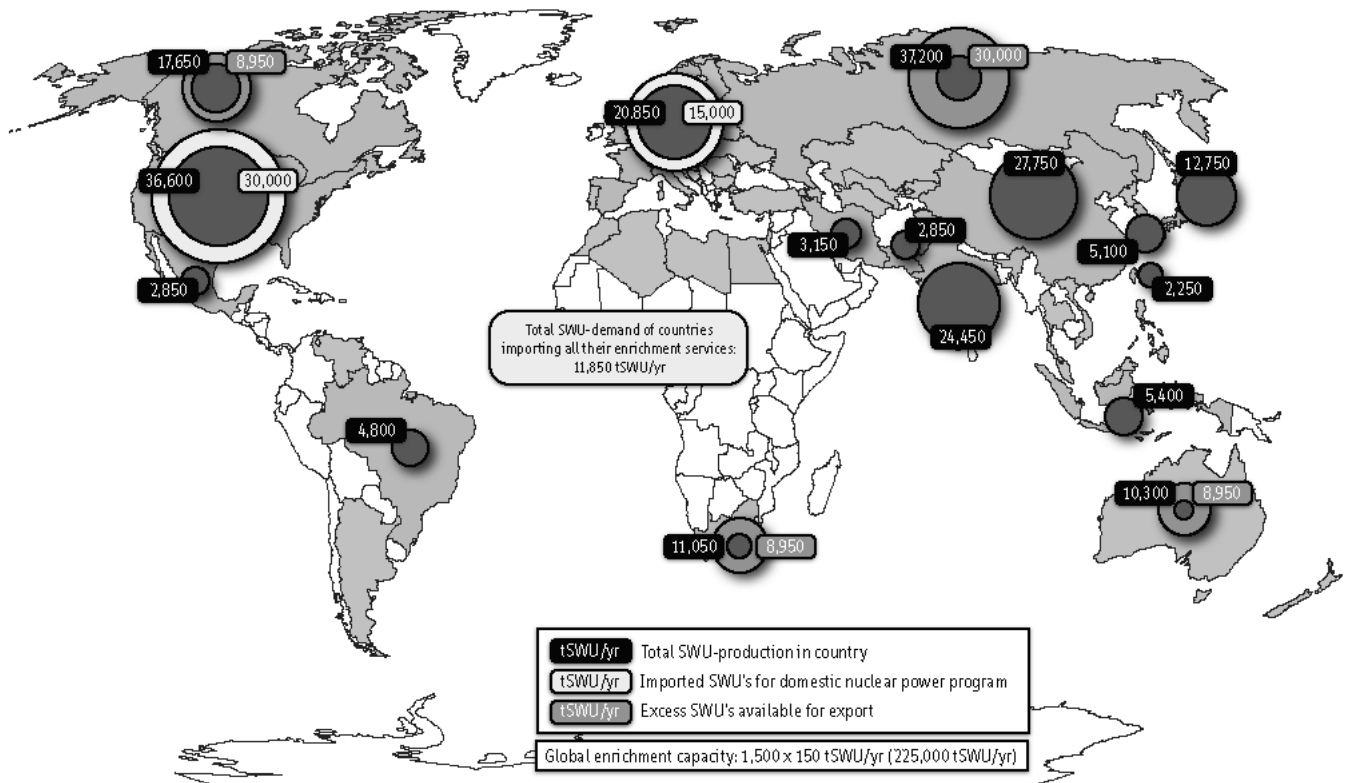 17,650 8,950
37,200 30,000
20.850 15,000
36,600 30,000
27,750 12,750
3,150 2,850
5,100
2,850
2,250
Total SWU-demand of countries
importing all their enrichment services:
11,850 tSWU/yr
24,450
5,400
4,800
10,300 8,950
11,050 8,950
tSWU/yr Total SWU-production in country
tSWU/yr Imported SWU's for domestic nuclear power program
tSWU/yr Excess SWU's available for export
Global enrichment capacity: 1,500 x 150 tSWU/yr (225,000 tSWU/yr)